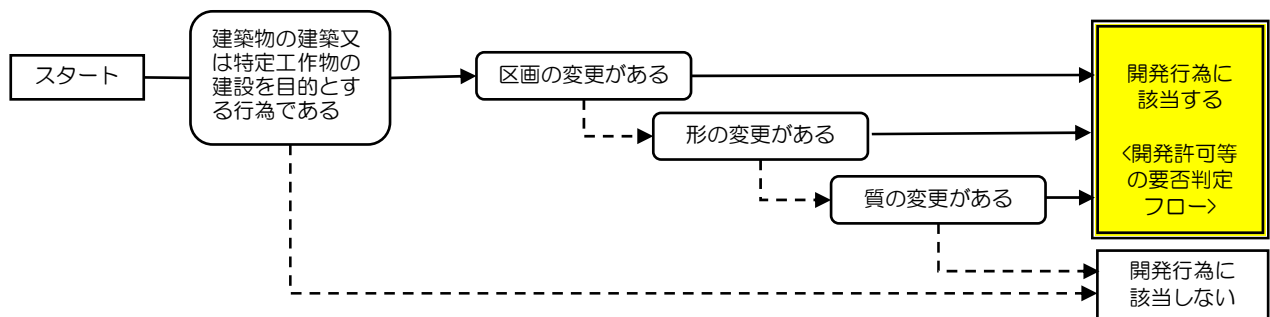 スタート
建築物の建築又
は特定工作物の
建設を目的とす
る行為である
区画の変更がある
形の変更がある
質の変更がある
開発行為に
該当する
<開発許可等
の要否判定
フロー>
開発行為に
該当しない